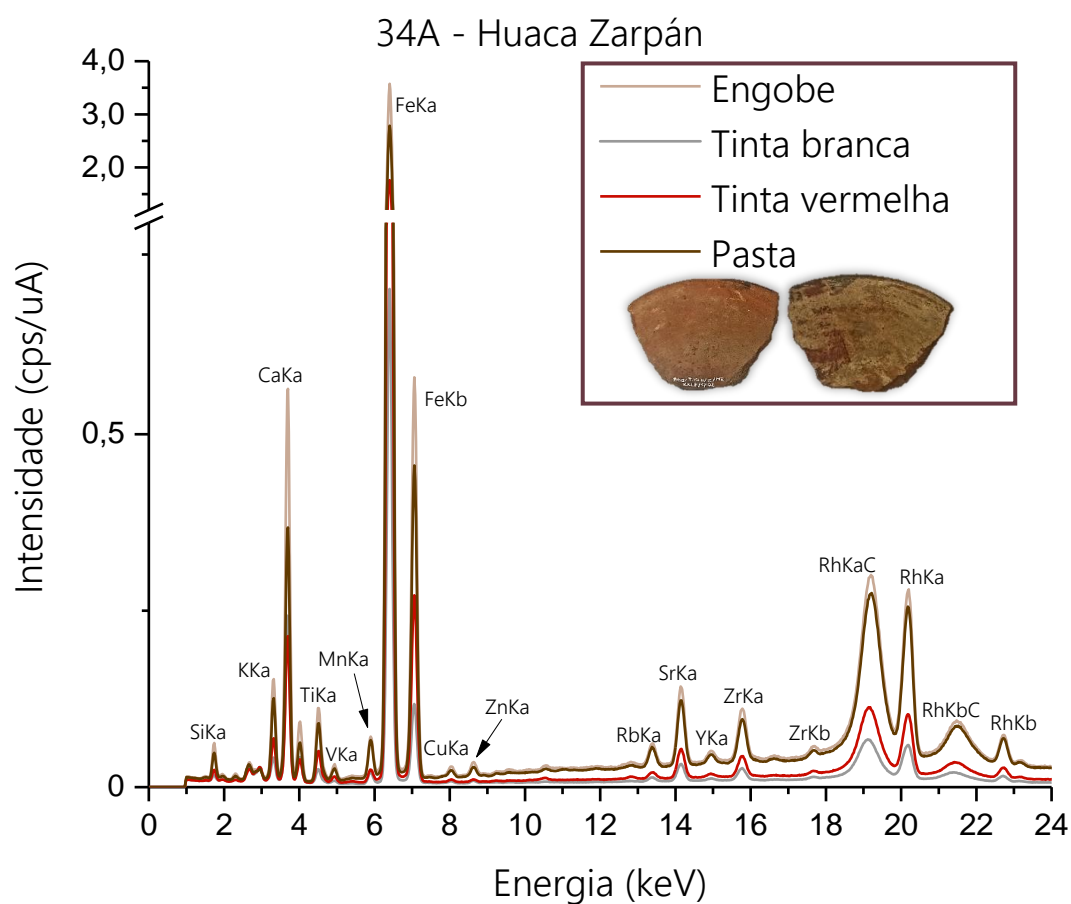 34A - Huaca Zarpán
Engobe
Tinta branca
Tinta vermelha
Pasta
4,0
3,0
2,0
0,5
0
Intensidade (cps/uA)
SiKa
KKa
CaKa
TiKa
VKa
MnKa
FeKa
FeKb
CuKa
ZnKa
RbKa
SrKa
YKa
ZrKa
ZrKb
RhKaC
RhKa
RhKbC
RhKb
0 2 4 6 8 10 12 14 16 18 20 22 24
Energia (keV)